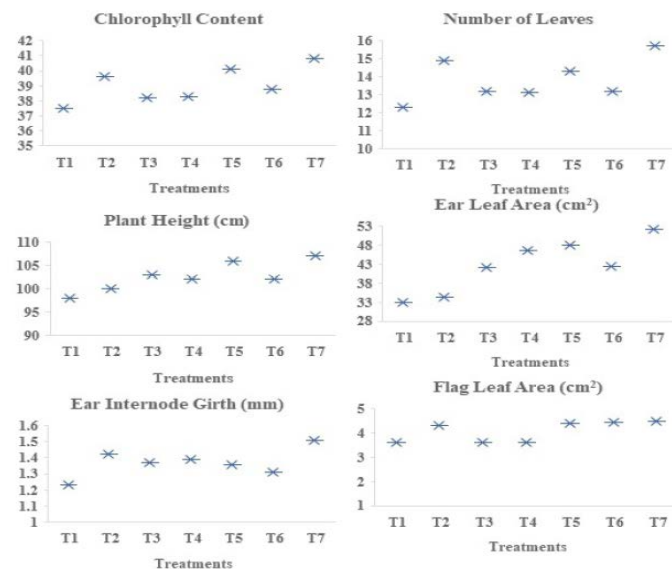 Chlorophyll Content
42
41
40
39
38
37
36
35
T1 T2 T3 T4 T5 T6 T7
Treatments
Number of Leaves
16
15
14
13
12
11
10
T1 T2 T3 T4 T5 T6 T7
Treatments
Plant Height (cm)
110
105
100
95
90
T1 T2 T3 T4 T5 T6 T7
Treatments
Ear Leaf Area (cm²)
53
48
43
38
33
28
T1 T2 T3 T4 T5 T6 T7
Treatments
Ear Internode Girth (mm)
1.6
1.5
1.4
1.3
1.2
1.1
1
T1 T2 T3 T4 T5 T6 T7
Treatments
Flag Leaf Area (cm²)
5
4
3
2
1
T1 T2 T3 T4 T5 T6 T7
Treatments